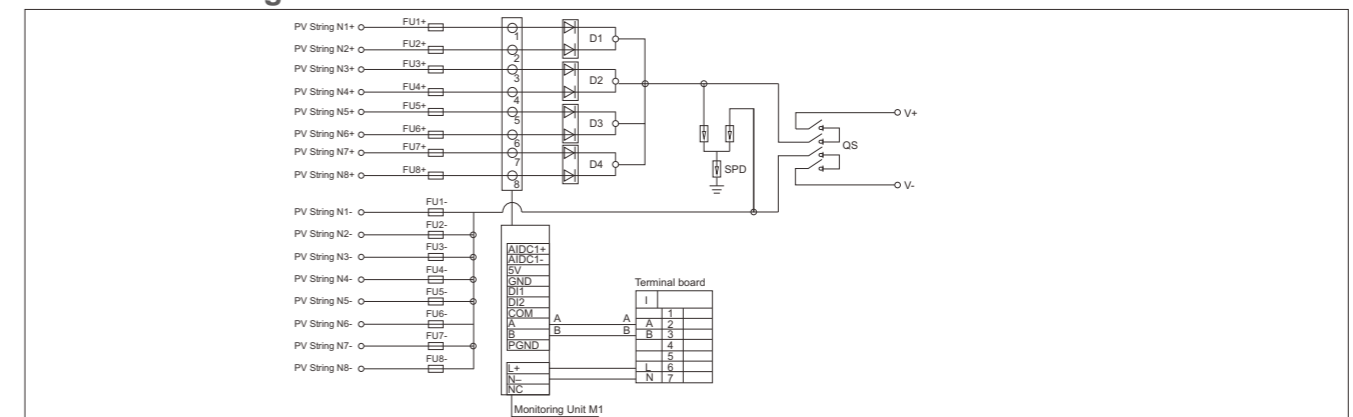 PV String N1+ FU1+
PV String N2+ FU2+
PV String N3+ FU3+
PV String N4+ FU4+
PV String N5+ FU5+
PV String N6+ FU6+
PV String N7+ FU7+
PV String N8+ FU8+
1
2
3
4
5
6
7
8
D1
D2
D3
D4
SPD
QS
V+
V-
PV String N1- FU1-
PV String N2- FU2-
PV String N3- FU3-
PV String N4- FU4-
PV String N5- FU5-
PV String N6- FU6-
PV String N7- FU7-
PV String N8- FU8-
AIDC1+
AIDC1-
5V
GND
DI1
DI2
COM
A
B
PGND
L+
N–
NC
Monitoring Unit M1
A A
B B
Terminal board
I
1
A 2
B 3
4
5
L 6
N 7